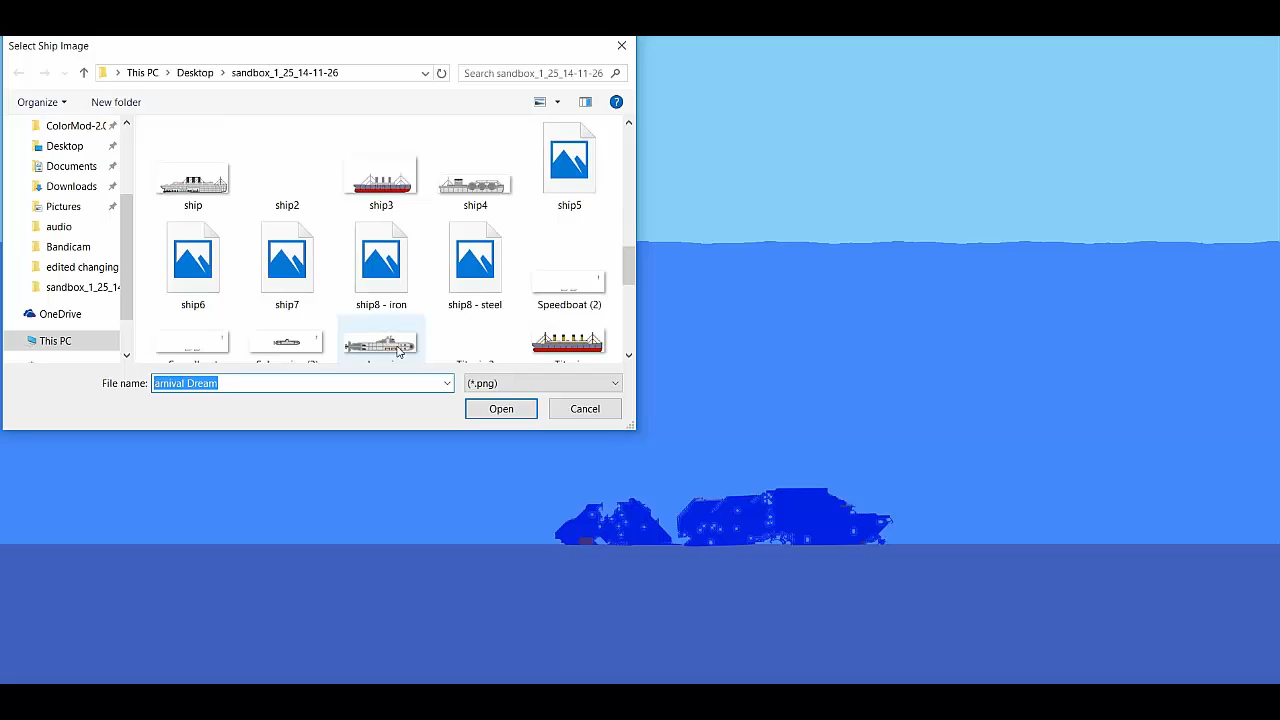 Select Ship Image
This PC
Desktop
sandbox_1_25_14-11-26
Search sandbox_1_25_14-11-26
Organize
New folder
ColorMod-2.0
Desktop
Documents
Downloads
Pictures
audio
Bandicam
edited changing
sandbox_1_25_14
OneDrive
This PC
ship
ship2
ship3
ship4
ship5
ship6
ship7
ship8 - iron
ship8 - steel
Speedboat (2)
File name:
arnival Dream
(*.png)
Open
Cancel